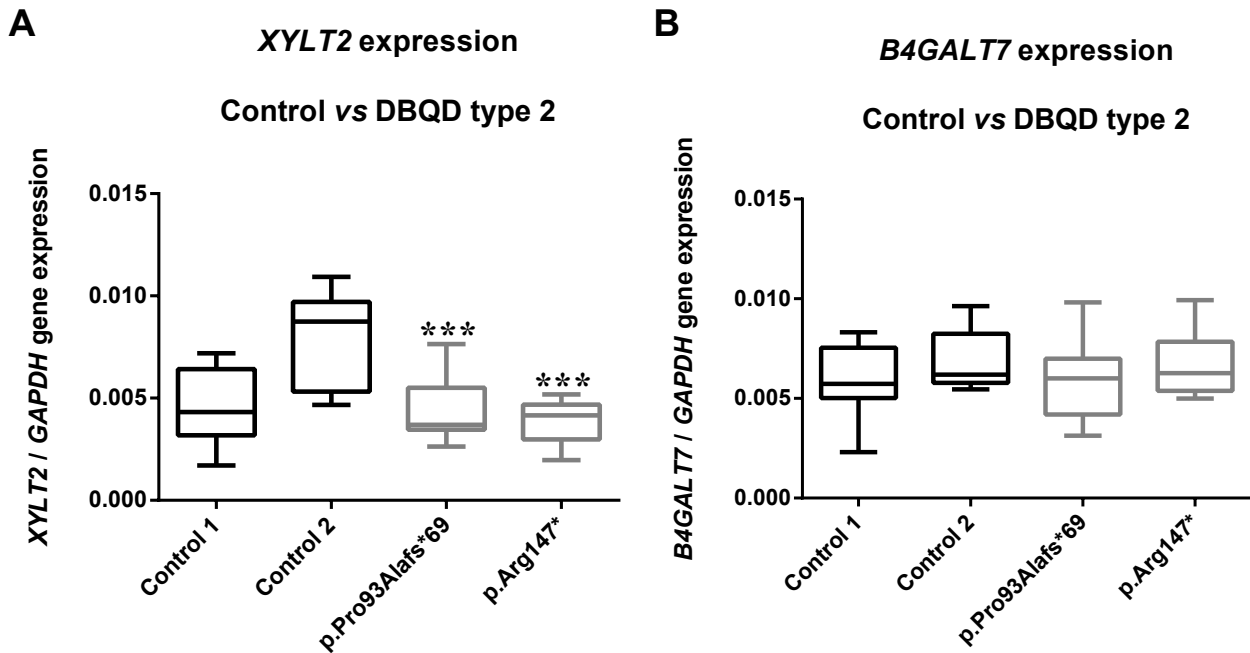 A
XYLT2 expression
Control vs DBQD type 2
XYLT2 / GAPDH gene expression
0.015
0.010
0.005
0.000
***
***
Control 1
Control 2
p.Pro93Alafs*69
p.Arg147*
B
B4GALT7 expression
Control vs DBQD type 2
B4GALT7 / GAPDH gene expression
0.015
0.010
0.005
0.000
Control 1
Control 2
p.Pro93Alafs*69
p.Arg147*